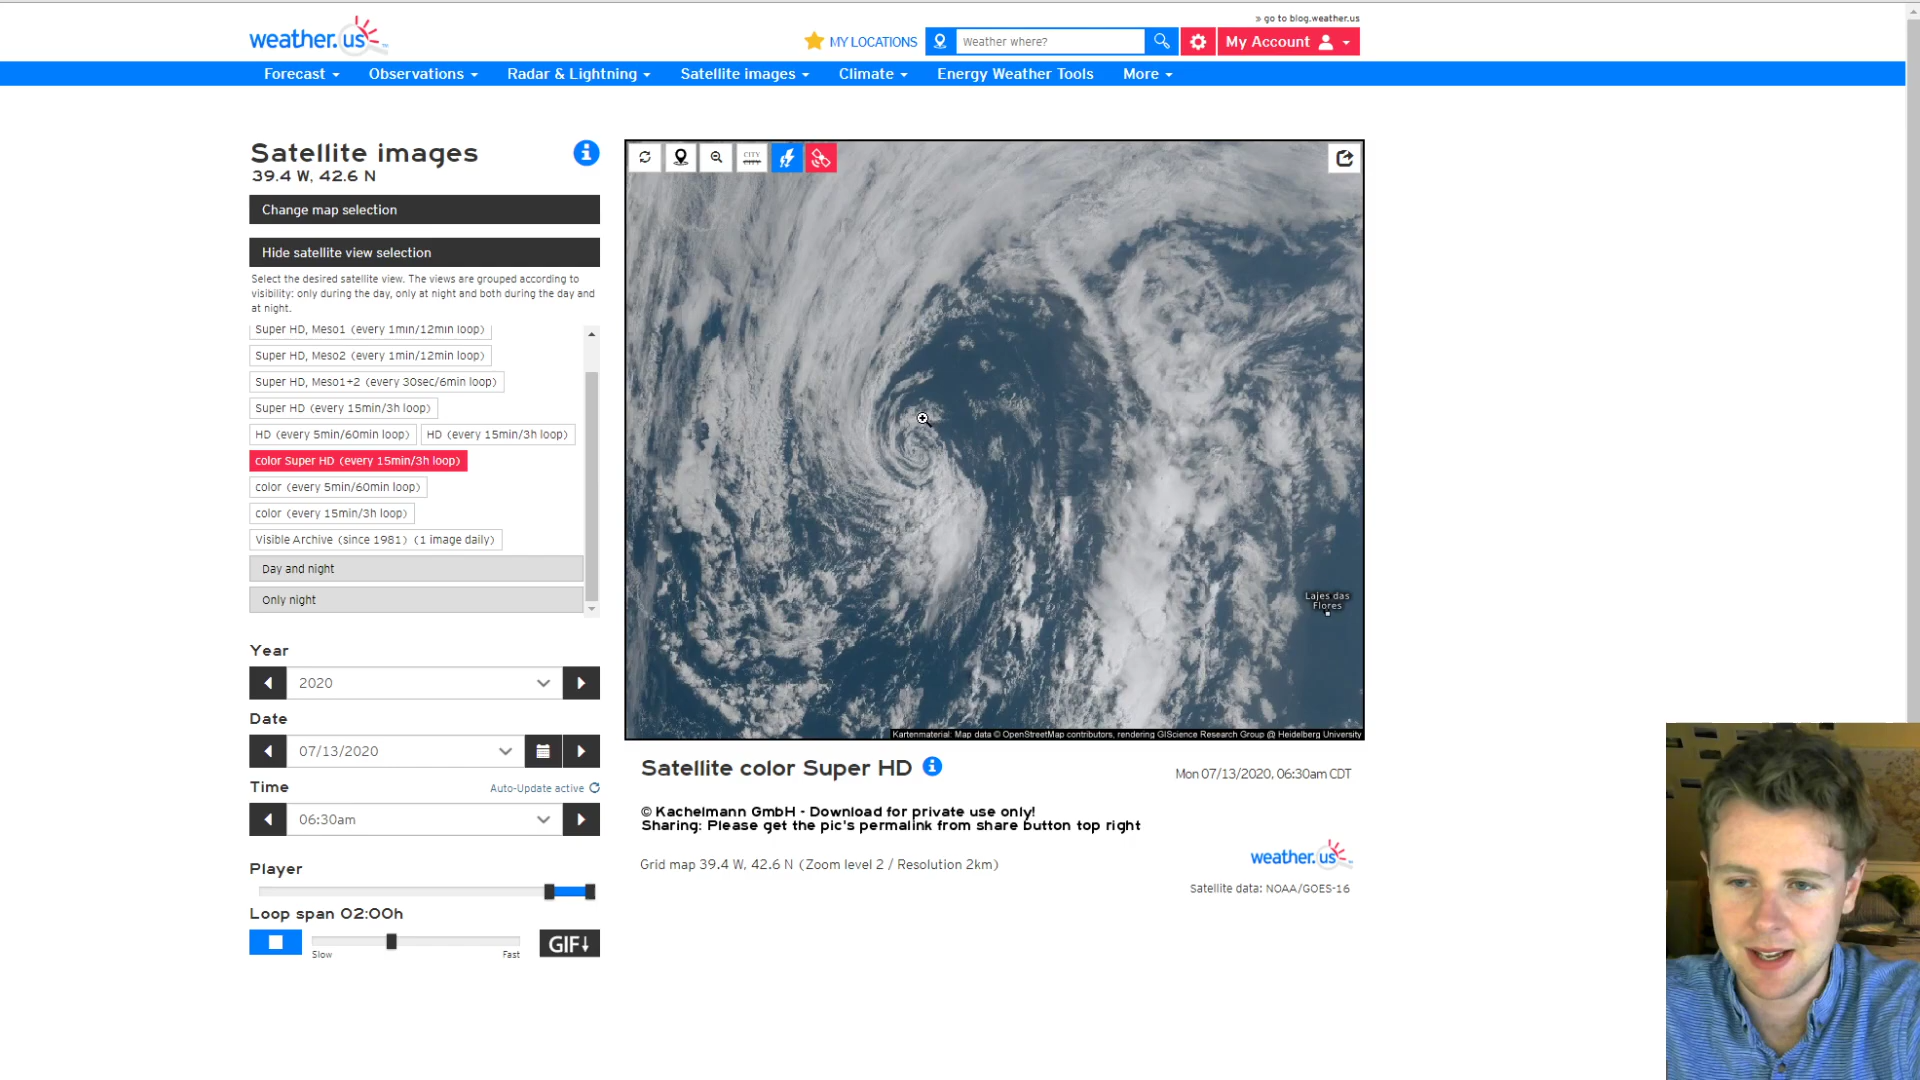 » go to blog.weather.us
weather.us
MY LOCATIONS
Weather where?
My Account
Forecast
Observations
Radar & Lightning
Satellite images
Climate
Energy Weather Tools
More
Satellite images
39.4 W, 42.6 N
Change map selection
Hide satellite view selection
Select the desired satellite view. The views are grouped according to
visibility: only during the day, only at night and both during the day and
at night.
Super HD, Meso1 (every 1min/12min loop)
Super HD, Meso2 (every 1min/12min loop)
Super HD, Meso1+2 (every 30sec/6min loop)
Super HD (every 15min/3h loop)
HD (every 5min/60min loop) HD (every 15min/3h loop)
color Super HD (every 15min/3h loop)
color (every 5min/60min loop)
color (every 15min/3h loop)
Visible Archive (since 1981) (1 image daily)
Day and night
Only night
Year
2020
Date
07/13/2020
Time
Auto-Update active
06:30am
Player
Loop span 02:00h
Slow
Fast
GIF↓
CITY
Lajes das
Flores
Kartenmaterial: Map data © OpenStreetMap contributors, rendering GIScience Research Group @ Heidelberg University
Satellite color Super HD
Mon 07/13/2020, 06:30am CDT
© Kachelmann GmbH - Download for private use only!
Sharing: Please get the pic's permalink from share button top right
Grid map 39.4 W, 42.6 N (Zoom level 2 / Resolution 2km)
weather.us
Satellite data: NOAA/GOES-16